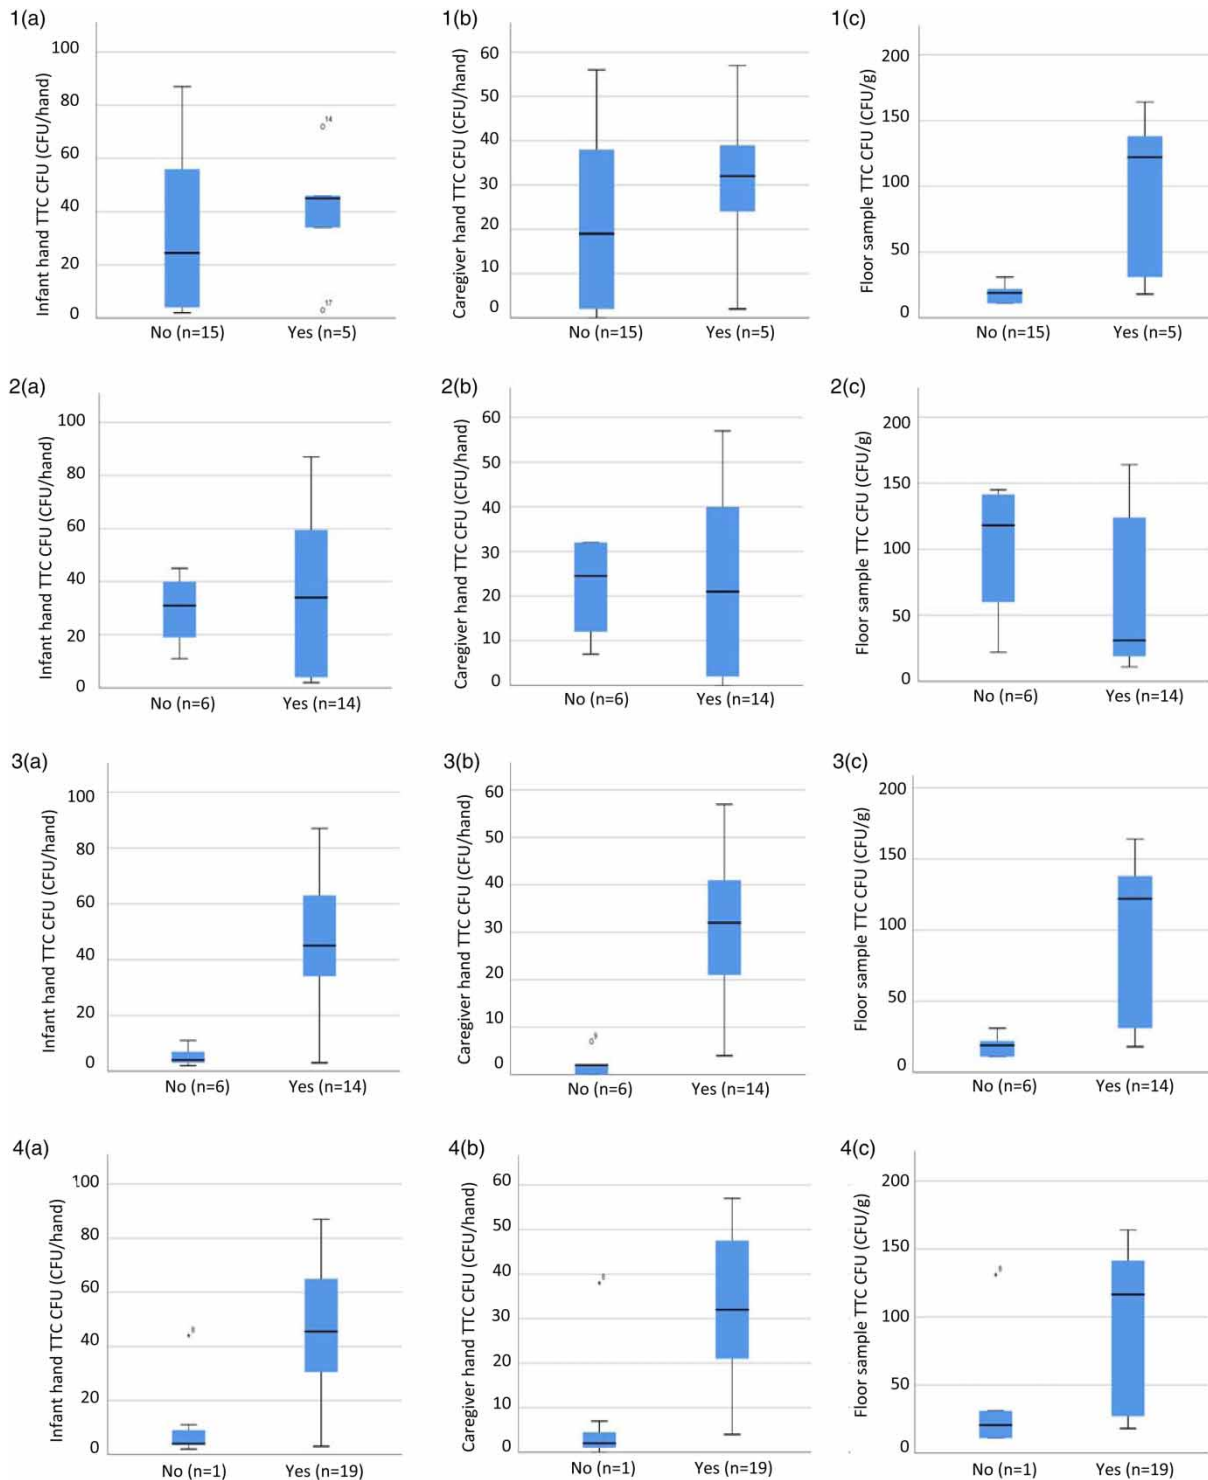 1(a)
Infant hand TTC CFU (CFU/hand)
100
80
60
40
20
0
14
17
No (n=15)
Yes (n=5)
1(b)
Caregiver hand TTC CFU (CFU/hand)
60
50
40
30
20
10
0
No (n=15)
Yes (n=5)
1(c)
Floor sample TTC CFU (CFU/g)
200
150
100
50
0
No (n=15)
Yes (n=5)
2(a)
Infant hand TTC CFU (CFU/hand)
100
80
60
40
20
0
No (n=6)
Yes (n=14)
2(b)
Caregiver hand TTC CFU (CFU/hand)
60
50
40
30
20
10
0
No (n=6)
Yes (n=14)
2(c)
Floor sample TTC CFU (CFU/g)
200
150
100
50
0
No (n=6)
Yes (n=14)
3(a)
Infant hand TTC CFU (CFU/hand)
100
80
60
40
20
0
No (n=6)
Yes (n=14)
3(b)
Caregiver hand TTC CFU (CFU/hand)
60
50
40
30
20
10
0
No (n=6)
Yes (n=14)
3(c)
Floor sample TTC CFU (CFU/g)
200
150
100
50
0
No (n=6)
Yes (n=14)
4(a)
Infant hand TTC CFU (CFU/hand)
100
80
60
40
20
0
No (n=1)
Yes (n=19)
4(b)
Caregiver hand TTC CFU (CFU/hand)
60
50
40
30
20
10
0
No (n=1)
Yes (n=19)
4(c)
Floor sample TTC CFU (CFU/g)
200
150
100
50
0
No (n=1)
Yes (n=19)